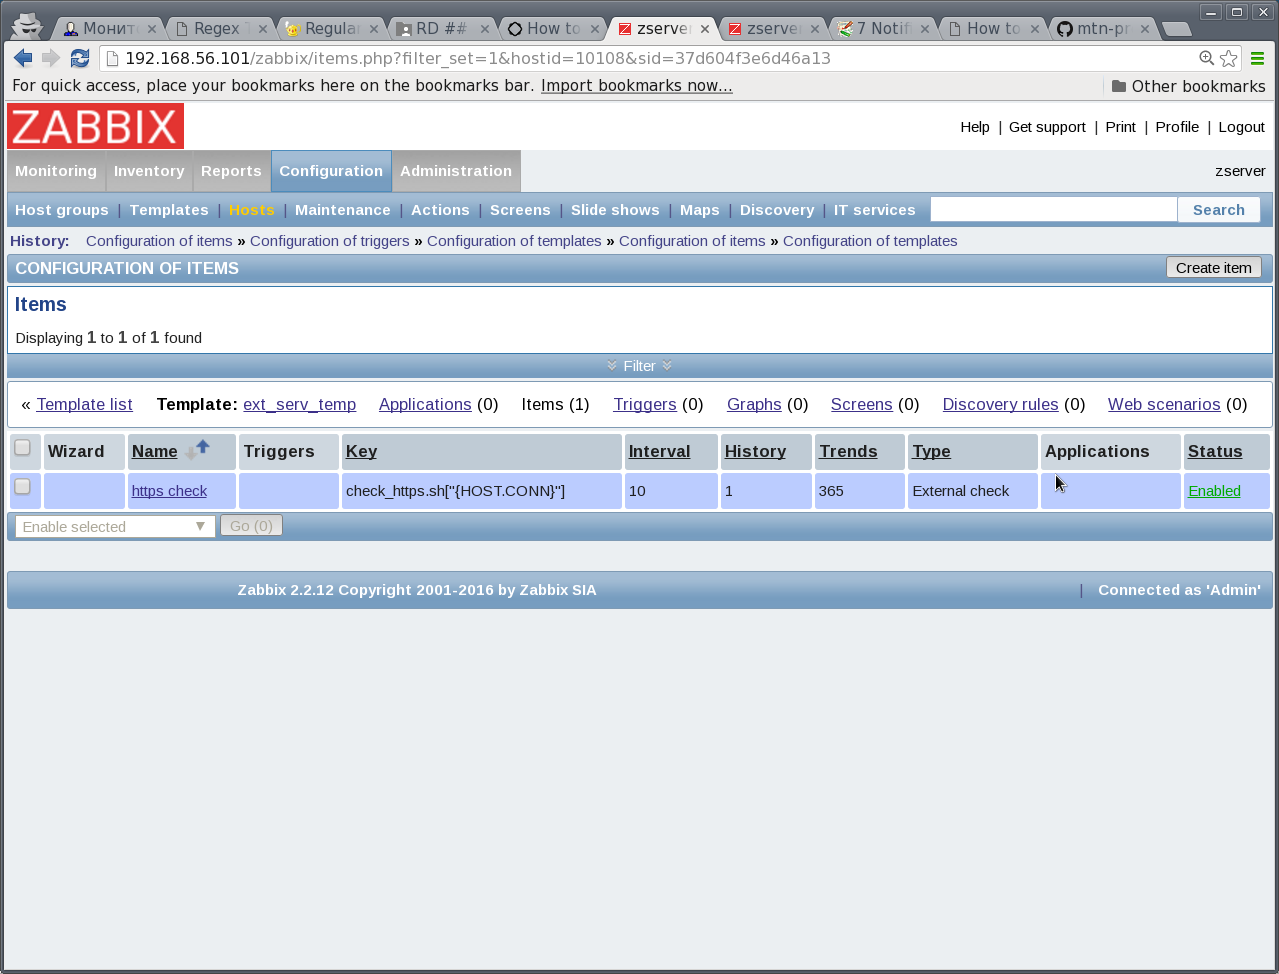 Монит Regex Regula RD ## How to zserve zserve 7 Notifi How to mtn-pr
192.168.56.101/zabbix/items.php?filter_set=1&hostid=10108&sid=37d604f3e6d46a13
For quick access, place your bookmarks here on the bookmarks bar. Import bookmarks now... Other bookmarks
ZABBIX
Help | Get support | Print | Profile | Logout
Monitoring Inventory Reports Configuration Administration zserver
Host groups | Templates | Hosts | Maintenance | Actions | Screens | Slide shows | Maps | Discovery | IT services Search
History: Configuration of items » Configuration of triggers » Configuration of templates » Configuration of items » Configuration of templates
CONFIGURATION OF ITEMS Create item
Items
Displaying 1 to 1 of 1 found
Filter
« Template list Template: ext_serv_temp Applications (0) Items (1) Triggers (0) Graphs (0) Screens (0) Discovery rules (0) Web scenarios (0)
Wizard Name Triggers Key Interval History Trends Type Applications Status
https check check_https.sh["{HOST.CONN}"] 10 1 365 External check Enabled
Enable selected Go (0)
Zabbix 2.2.12 Copyright 2001-2016 by Zabbix SIA | Connected as 'Admin'